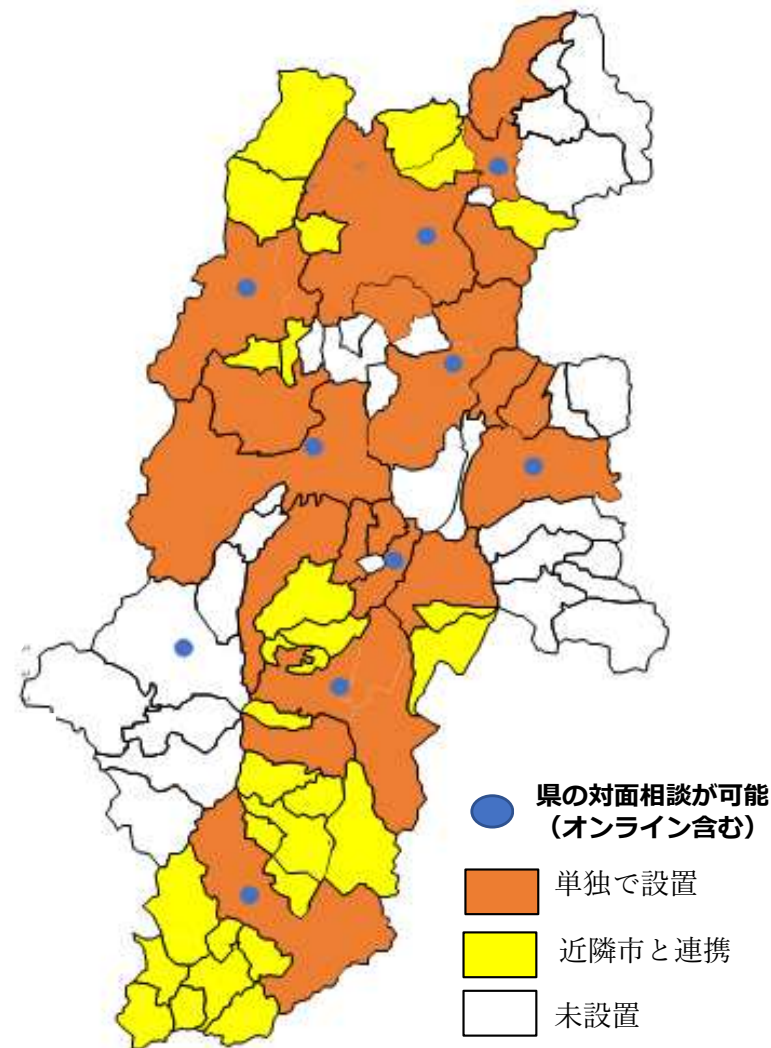 県の対面相談が可能
（オンライン含む）
単独で設置
近隣市と連携
未設置